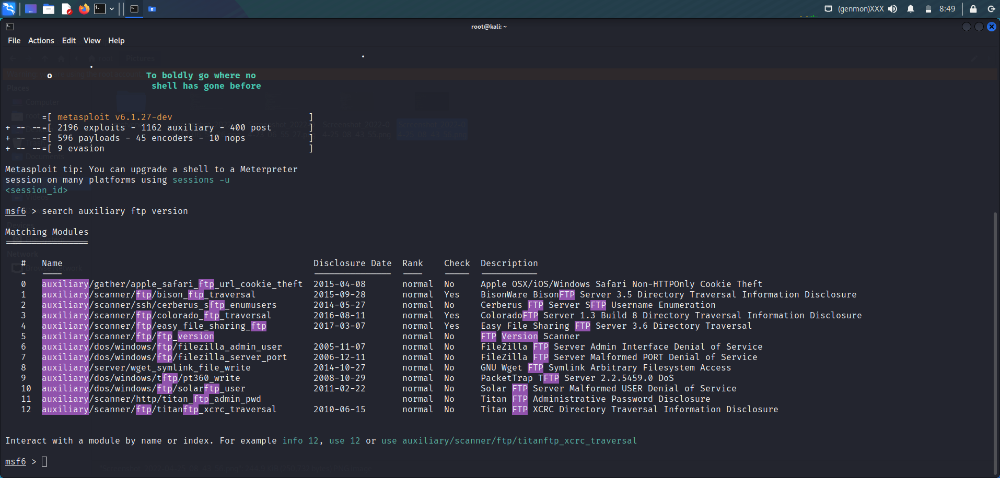 (genmon)XXX 8:49
root@kali: ~
File Actions Edit View Help
Pictures
o To boldly go where no
shell has gone before
Places
Computer
=[ metasploit v6.1.27-dev ]
+ -- --=[ 2196 exploits - 1162 auxiliary - 400 post ]
+ -- --=[ 596 payloads - 45 encoders - 10 nops ]
+ -- --=[ 9 evasion ]
Documents
Metasploit tip: You can upgrade a shell to a Meterpreter
session on many platforms using sessions -u
<session_id>
Videos
msf6 > search auxiliary ftp version
Devices
Matching Modules
Network
# Name Disclosure Date Rank Check Description
- ---- --------------- ---- ----- -----------
0 auxiliary/gather/apple_safari_ftp_url_cookie_theft 2015-04-08 normal No Apple OSX/iOS/Windows Safari Non-HTTPOnly Cookie Theft
1 auxiliary/scanner/ftp/bison_ftp_traversal 2015-09-28 normal Yes BisonWare BisonFTP Server 3.5 Directory Traversal Information Disclosure
2 auxiliary/scanner/ssh/cerberus_sftp_enumusers 2014-05-27 normal No Cerberus FTP Server SFTP Username Enumeration
3 auxiliary/scanner/ftp/colorado_ftp_traversal 2016-08-11 normal Yes ColoradoFTP Server 1.3 Build 8 Directory Traversal Information Disclosure
4 auxiliary/scanner/ftp/easy_file_sharing_ftp 2017-03-07 normal Yes Easy File Sharing FTP Server 3.6 Directory Traversal
5 auxiliary/scanner/ftp/ftp_version normal No FTP Version Scanner
6 auxiliary/dos/windows/ftp/filezilla_admin_user 2005-11-07 normal No FileZilla FTP Server Admin Interface Denial of Service
7 auxiliary/dos/windows/ftp/filezilla_server_port 2006-12-11 normal No FileZilla FTP Server Malformed PORT Denial of Service
8 auxiliary/server/wget_symlink_file_write 2014-10-27 normal No GNU Wget FTP Symlink Arbitrary Filesystem Access
9 auxiliary/dos/windows/tftp/pt360_write 2008-10-29 normal No PacketTrap TFTP Server 2.2.5459.0 DoS
10 auxiliary/dos/windows/ftp/solarftp_user 2011-02-22 normal No Solar FTP Server Malformed USER Denial of Service
11 auxiliary/scanner/http/titan_ftp_admin_pwd normal No Titan FTP Administrative Password Disclosure
12 auxiliary/scanner/ftp/titanftp_xcrc_traversal 2010-06-15 normal No Titan FTP XCRC Directory Traversal Information Disclosure
Interact with a module by name or index. For example info 12, use 12 or use auxiliary/scanner/ftp/titanftp_xcrc_traversal
msf6 >